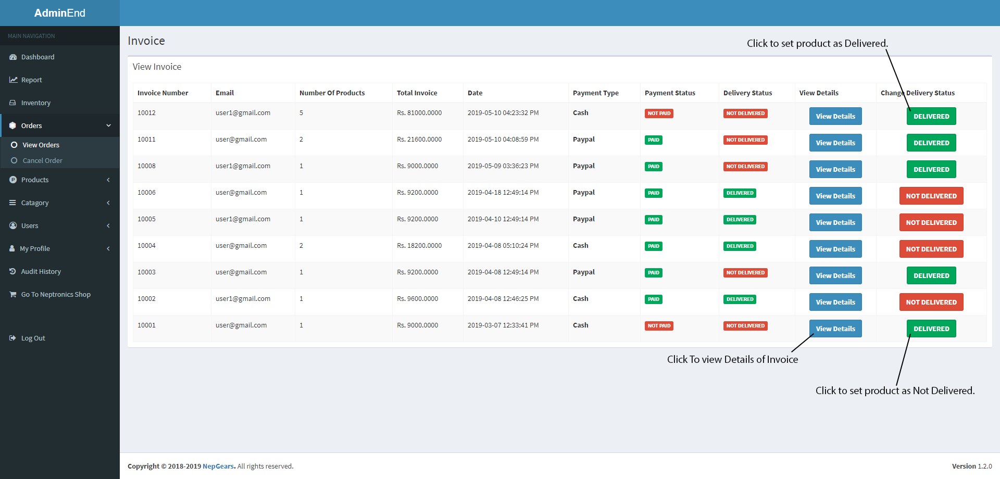 AdminEnd
MAIN NAVIGATION
Dashboard
Report
Inventory
Orders
View Orders
Cancel Order
Products
Catagory
Users
My Profile
Audit History
Go To Neptronics Shop
Log Out
Invoice
Click to set product as Delivered.
View Invoice
Invoice Number Email Number Of Products Total Invoice Date Payment Type Payment Status Delivery Status View Details Change Delivery Status
10012 user1@gmail.com 5 Rs. 81000.0000 2019-05-10 04:23:32 PM Cash NOT PAID NOT DELIVERED View Details DELIVERED
10011 user@gmail.com 2 Rs. 21600.0000 2019-05-10 04:08:59 PM Paypal PAID NOT DELIVERED View Details DELIVERED
10008 user1@gmail.com 1 Rs. 9000.0000 2019-05-09 03:36:23 PM Paypal PAID NOT DELIVERED View Details DELIVERED
10006 user@gmail.com 1 Rs. 9200.0000 2019-04-18 12:49:14 PM Paypal PAID DELIVERED View Details NOT DELIVERED
10005 user1@gmail.com 1 Rs. 9200.0000 2019-04-10 12:49:14 PM Paypal PAID DELIVERED View Details NOT DELIVERED
10004 user@gmail.com 2 Rs. 18200.0000 2019-04-08 05:10:24 PM Cash PAID DELIVERED View Details NOT DELIVERED
10003 user@gmail.com 1 Rs. 9200.0000 2019-04-08 12:49:14 PM Paypal PAID NOT DELIVERED View Details DELIVERED
10002 user1@gmail.com 1 Rs. 9600.0000 2019-04-08 12:46:25 PM Cash PAID DELIVERED View Details NOT DELIVERED
10001 user@gmail.com 1 Rs. 9000.0000 2019-03-07 12:33:41 PM Cash NOT PAID NOT DELIVERED View Details DELIVERED
Click To view Details of Invoice
Click to set product as Not Delivered.
Copyright © 2018-2019 NepGears. All rights reserved.
Version 1.2.0